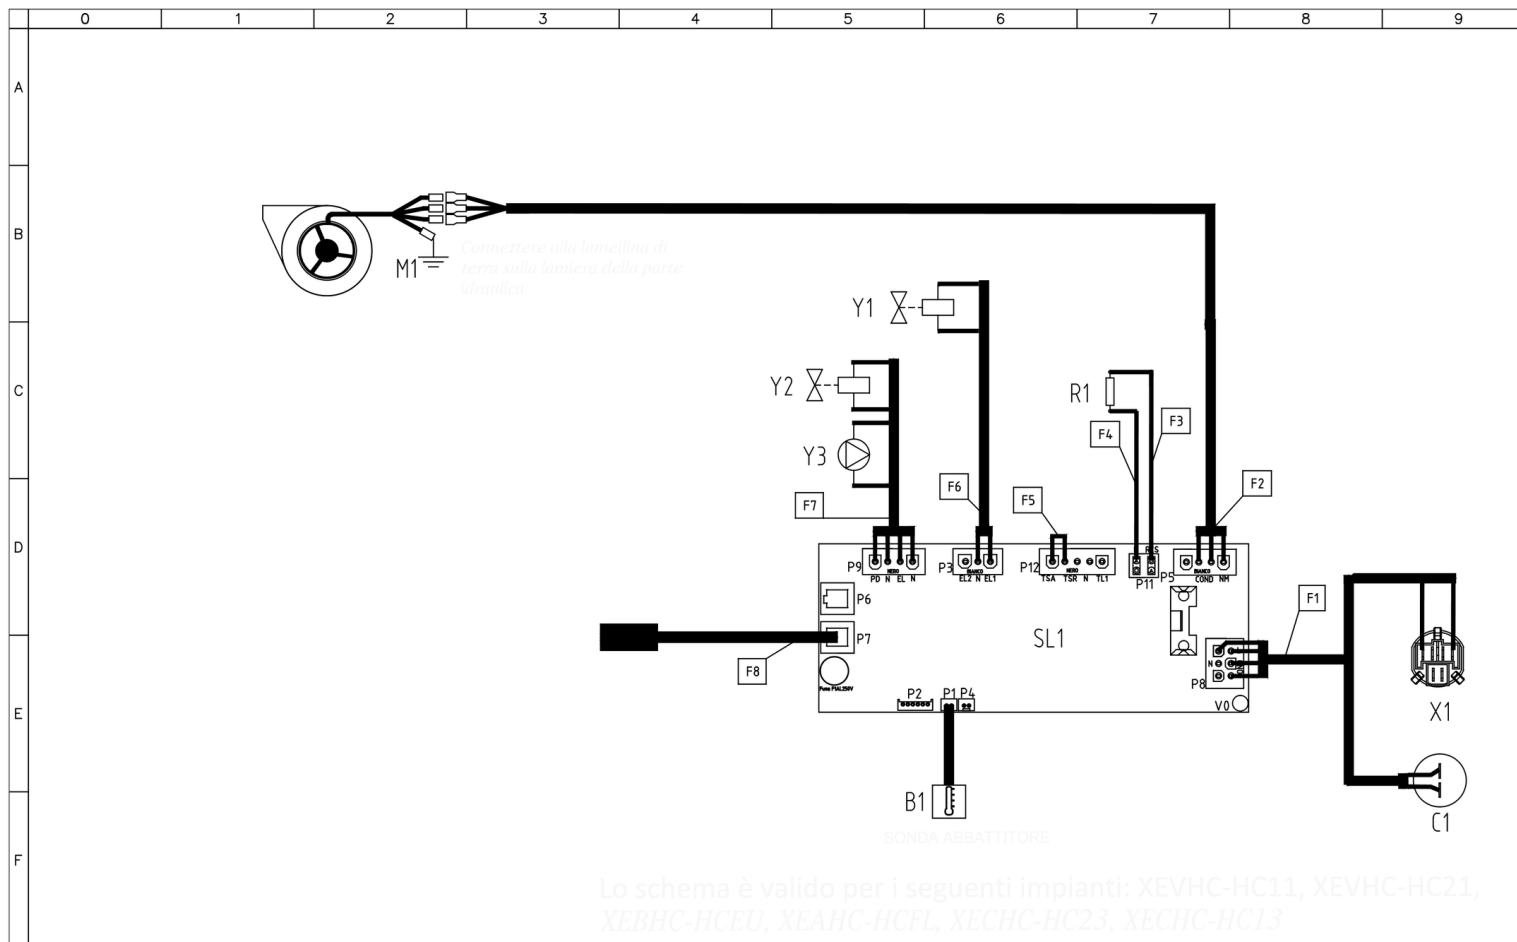 0 1 2 3 4 5 6 7 8 9
A
B
M1
Connettere alla lamellina di
terra sulla lamiera della parte
idraulica
Y1
C
Y2
R1
F4
F3
Y3
F6
F5
F2
F7
D
P9
NERO
PD N EL N
P3
BIANCO
EL2 N EL1
P12
NERO
TSA TSR N TL1
P11
P5
BIANCO
COND NM
P6
F1
P7
SL1
F8
Fuse F1AL250V
N
P8
E
P2
P1
P4
V0
X1
B1
C1
SONDA ABBATTITORE
F
Lo schema è valido per i seguenti impianti: XEVHC-HC11, XEVHC-HC21,
XEBHC-HCEU, XEAHC-HCFL, XECHC-HC23, XECHC-HC13